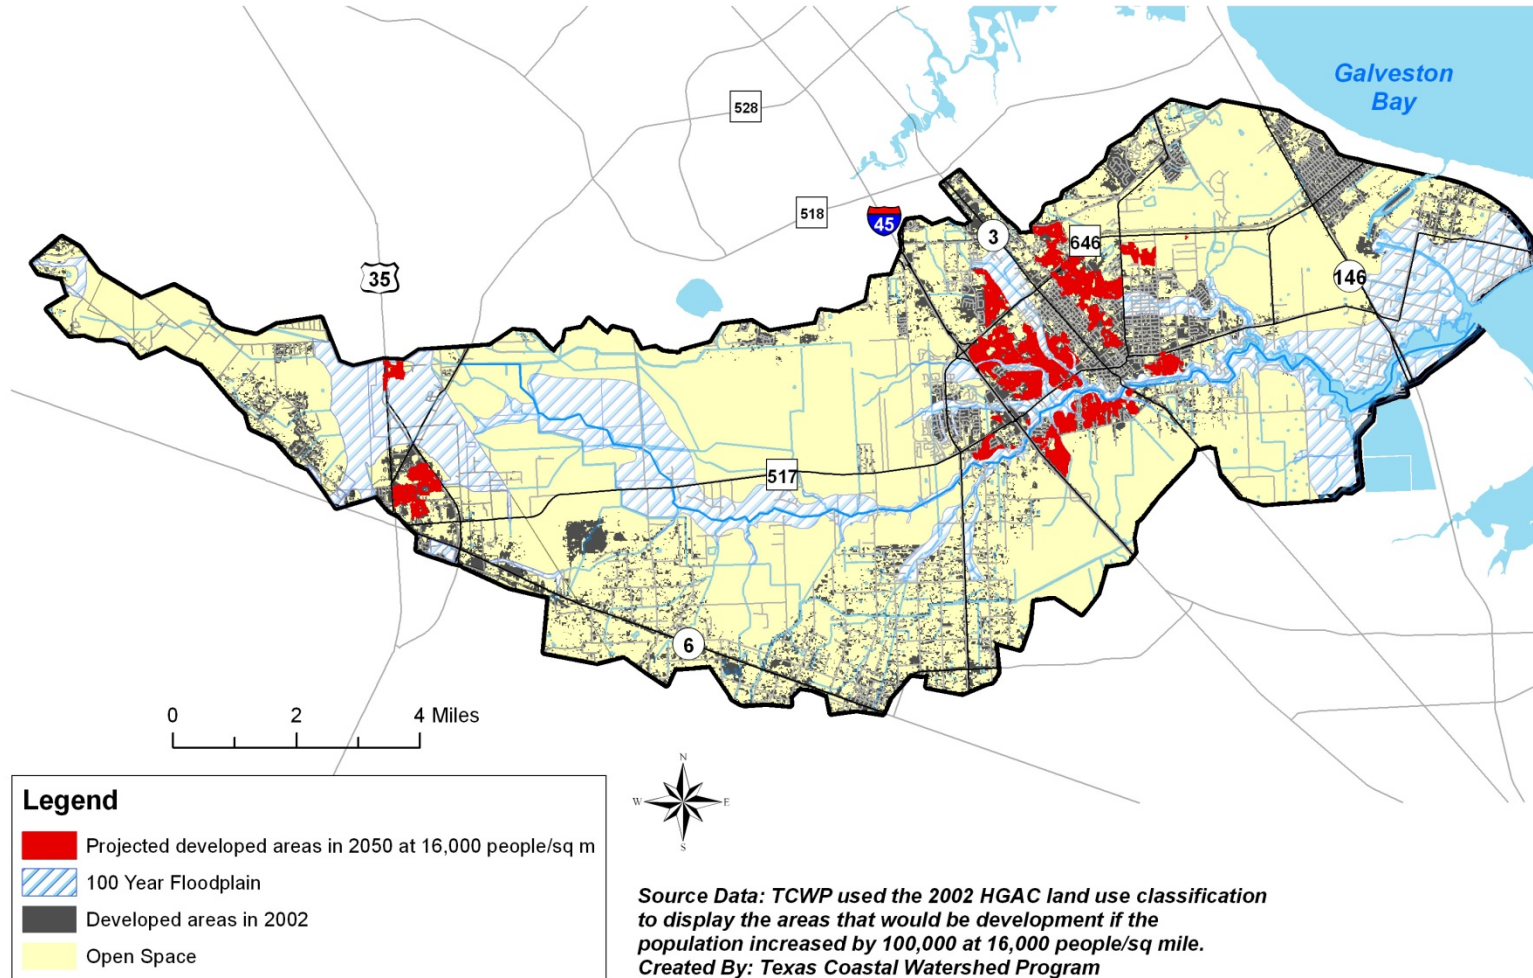 Galveston
Bay
528
518
45
3
646
35
146
517
6
0 2 4 Miles
N
W E
S
Legend
Projected developed areas in 2050 at 16,000 people/sq m
100 Year Floodplain
Developed areas in 2002
Open Space
Source Data: TCWP used the 2002 HGAC land use classification
to display the areas that would be development if the
population increased by 100,000 at 16,000 people/sq mile.
Created By: Texas Coastal Watershed Program